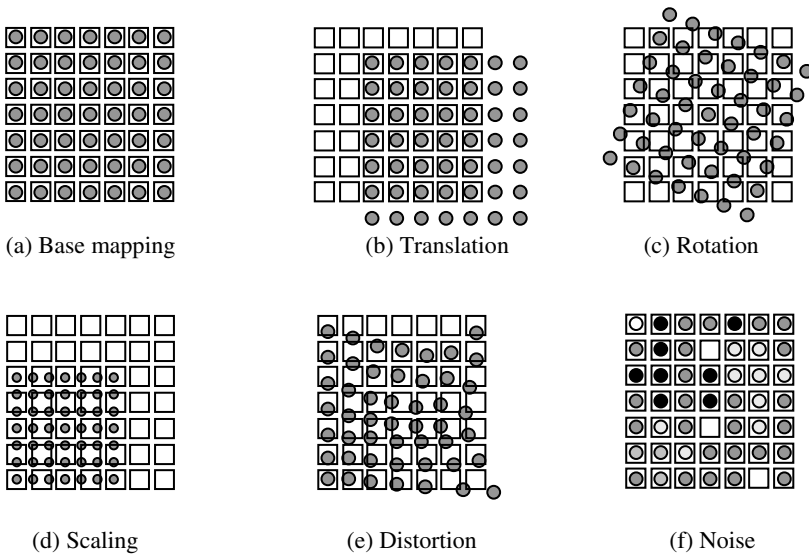 (a) Base mapping
(b) Translation
(c) Rotation
(d) Scaling
(e) Distortion
(f) Noise